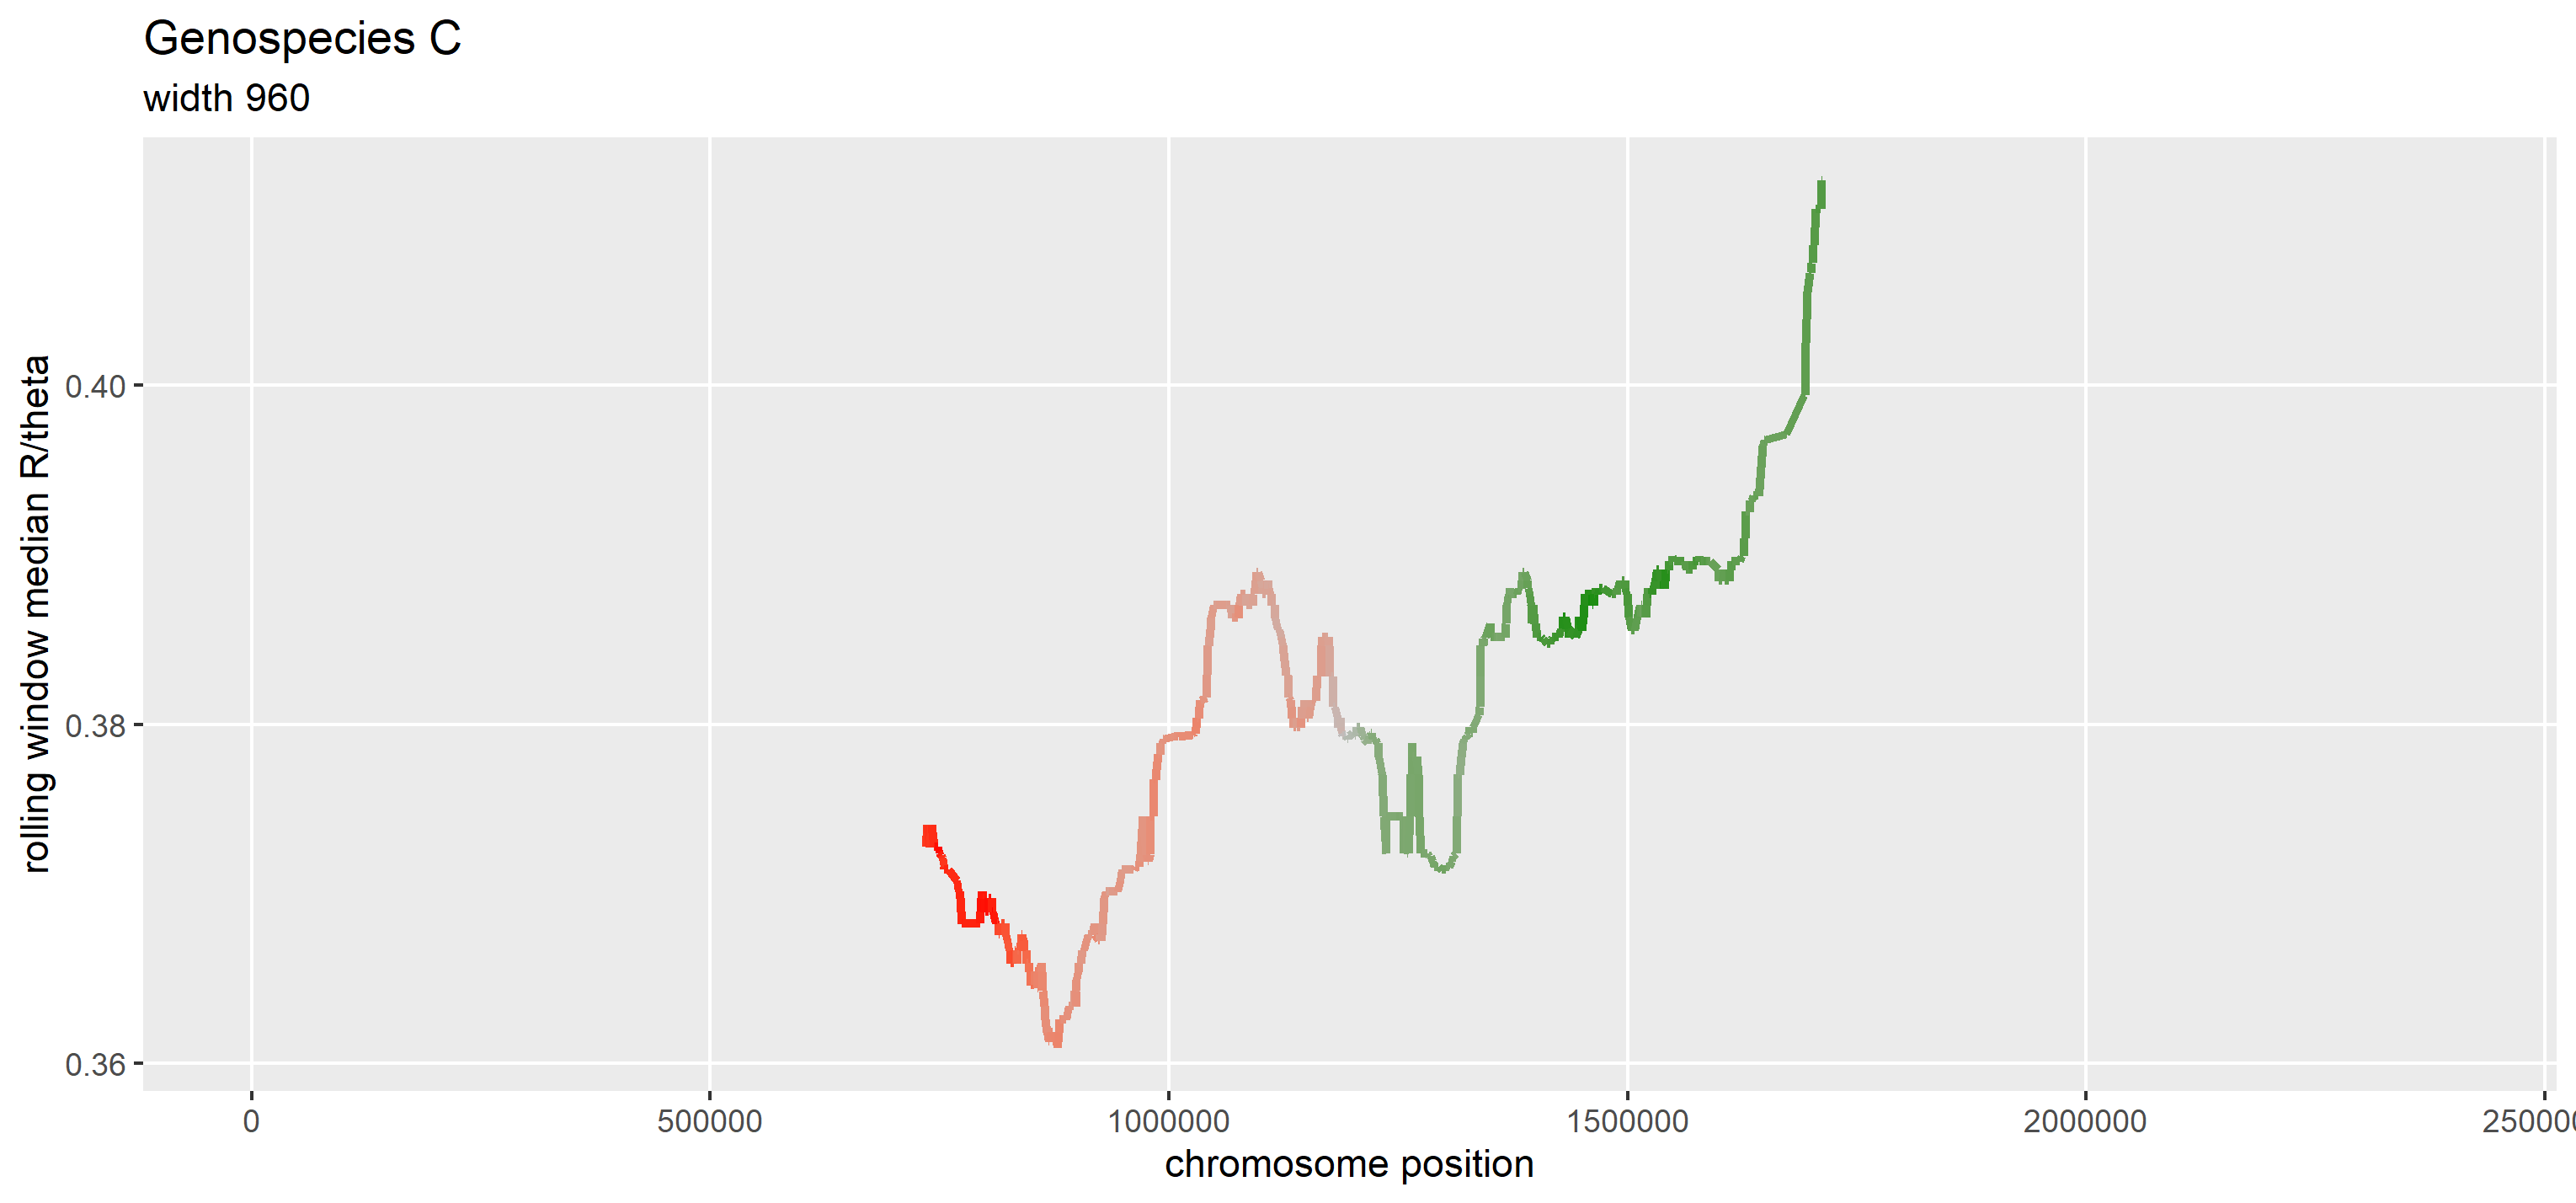 Genospecies C
width 960
rolling window median R/theta
0.40
0.38
0.36
0
500000
1000000
1500000
2000000
250000
chromosome position